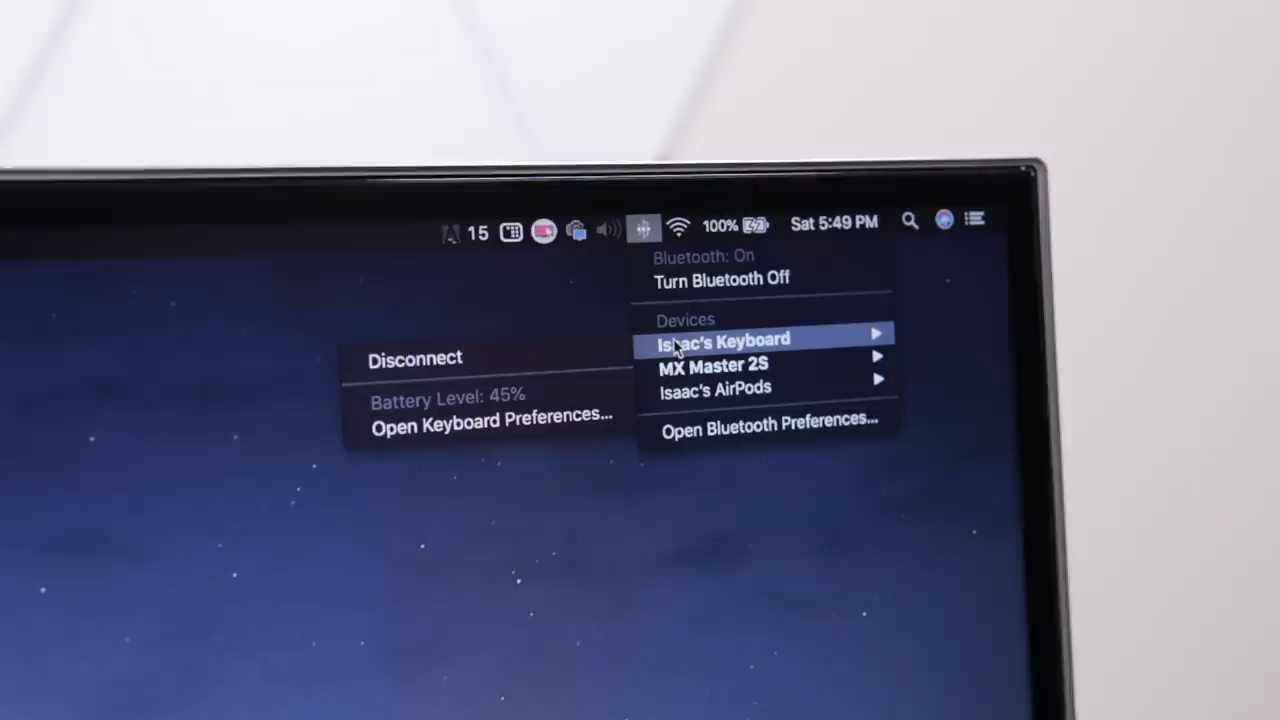 15 100% Sat 5:49 PM
Bluetooth: On
Turn Bluetooth Off
Devices
Isaac's Keyboard
MX Master 2S
Isaac's AirPods
Open Bluetooth Preferences...
Disconnect
Battery Level: 45%
Open Keyboard Preferences...